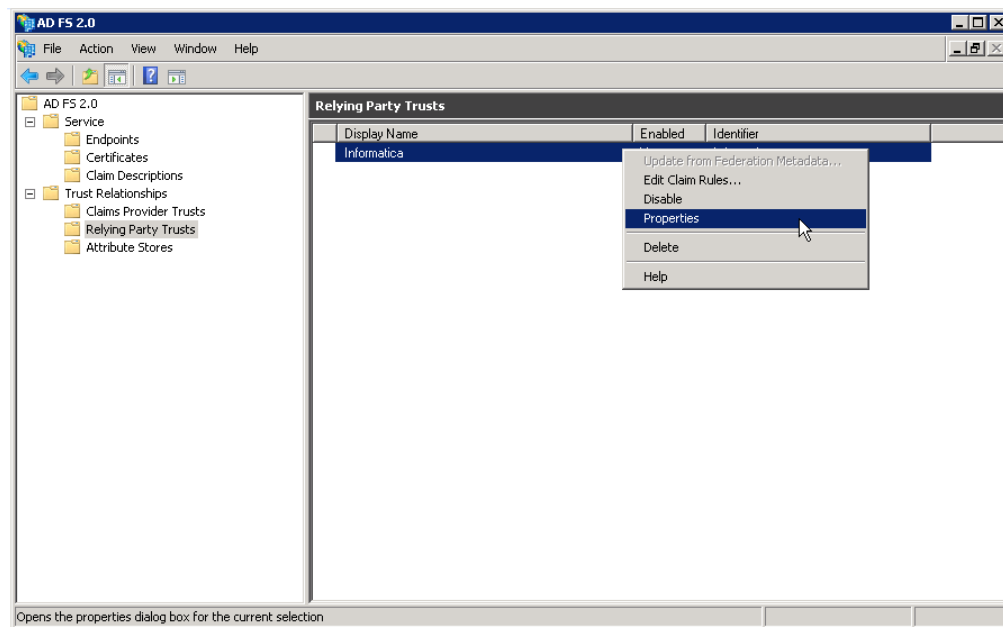 AD FS 2.0
File Action View Window Help
AD FS 2.0
Service
Endpoints
Certificates
Claim Descriptions
Trust Relationships
Claims Provider Trusts
Relying Party Trusts
Attribute Stores
Relying Party Trusts
Display Name Enabled Identifier
Informatica
Update from Federation Metadata...
Edit Claim Rules...
Disable
Properties
Delete
Help
Opens the properties dialog box for the current selection